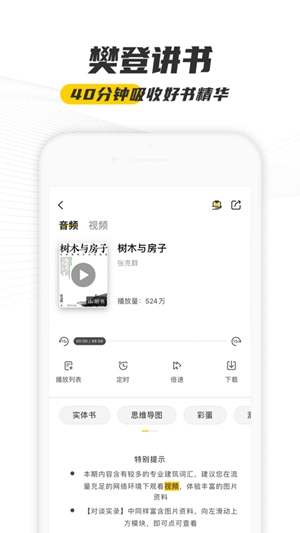 樊登讲书
40分钟吸收好书精华
音频
视频
树木与房子
树木与房子
张克群
播放量：524 万
15
00:00 / 48:08
15
播放列表
定时
倍速
下载
实体书
思维导图
彩蛋
特别提示
本期内容含有较多的专业建筑词汇，建议您在流
量充足的网络环境下观看视频，体验丰富的图片
资料
【对谈实录】中同样富含图片资料，向左滑动上
方模块，即可点可查看